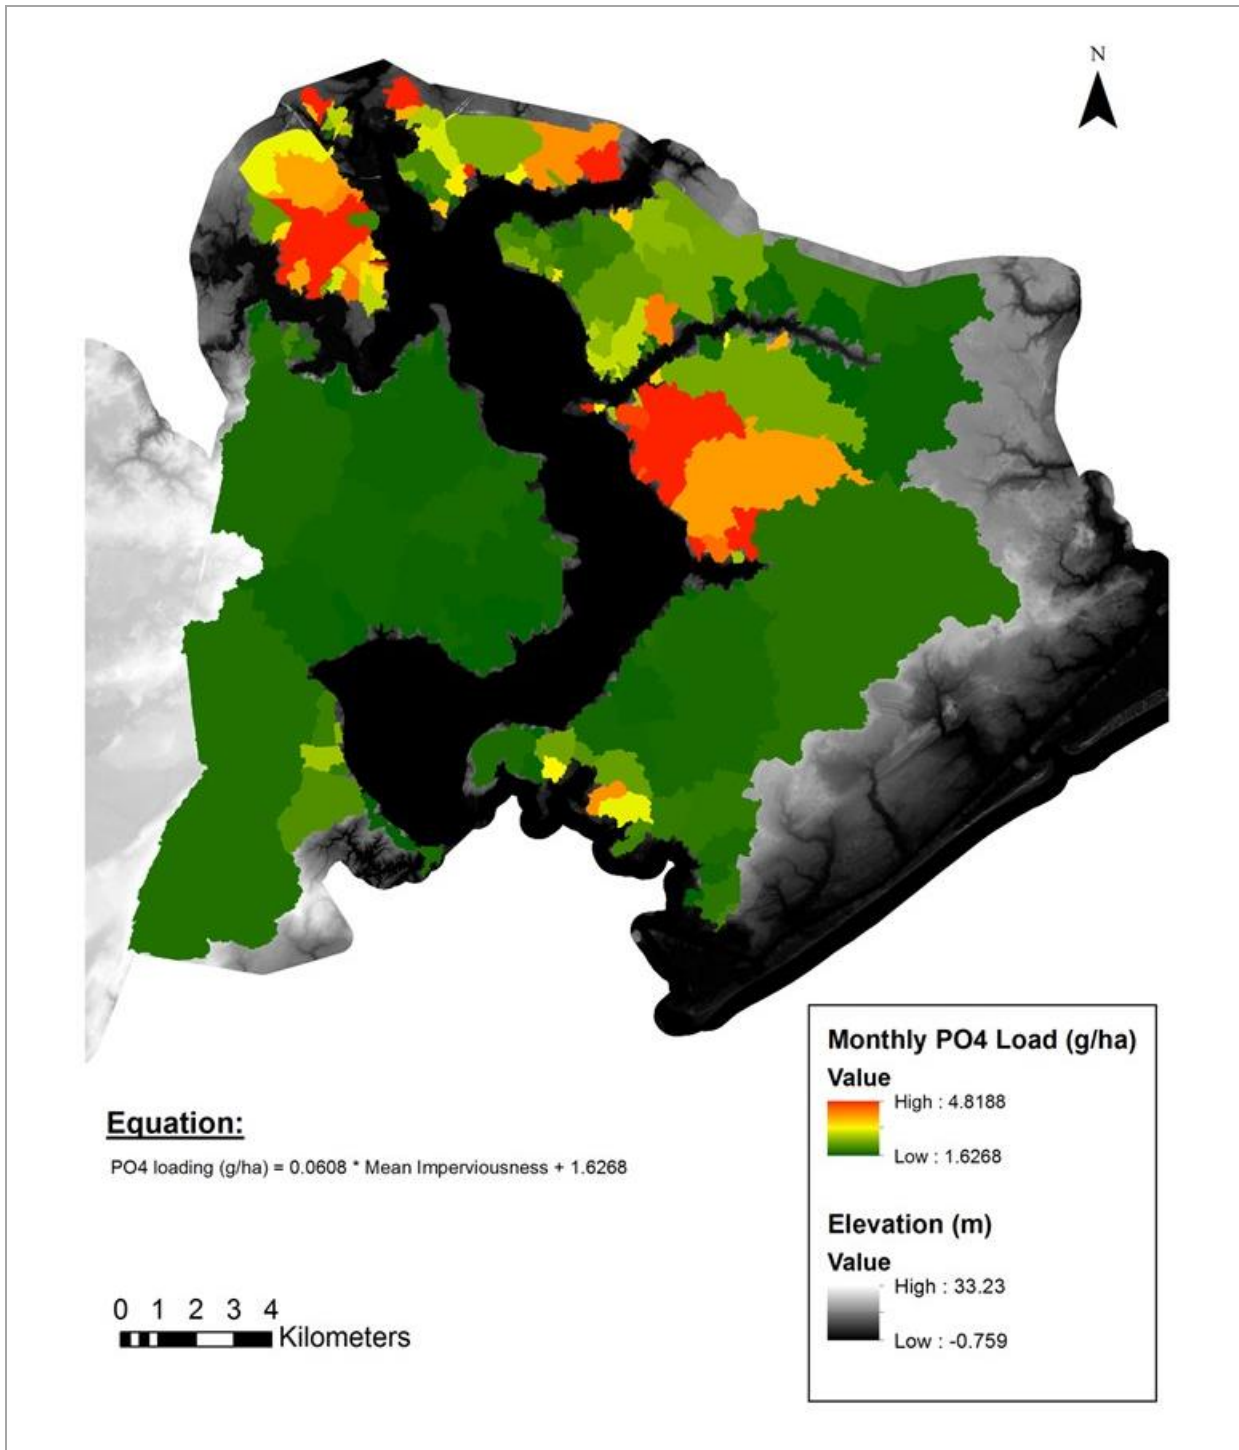 N
Monthly PO4 Load (g/ha)
Value
High : 4.8188
Low : 1.6268
Equation:
PO4 loading (g/ha) = 0.0608 * Mean Imperviousness + 1.6268
Elevation (m)
Value
High : 33.23
Low : -0.759
0 1 2 3 4
Kilometers